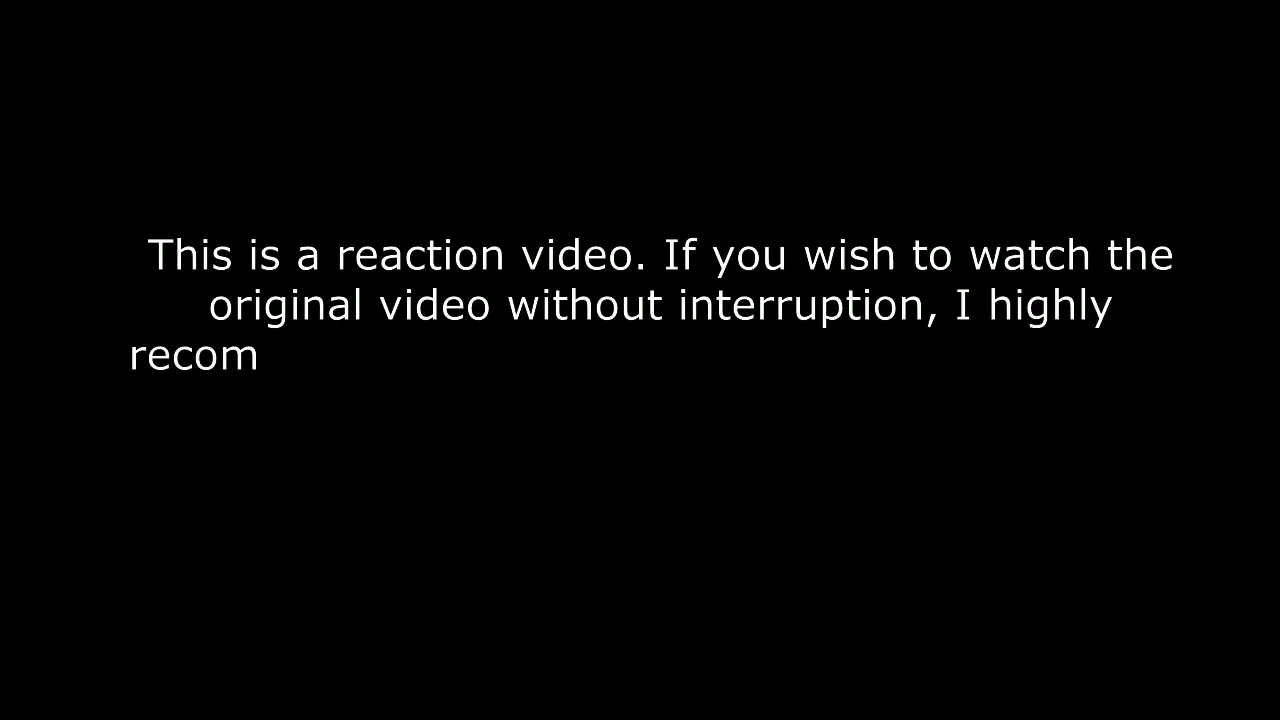 This is a reaction video. If you wish to watch the
original video without interruption, I highly
recom